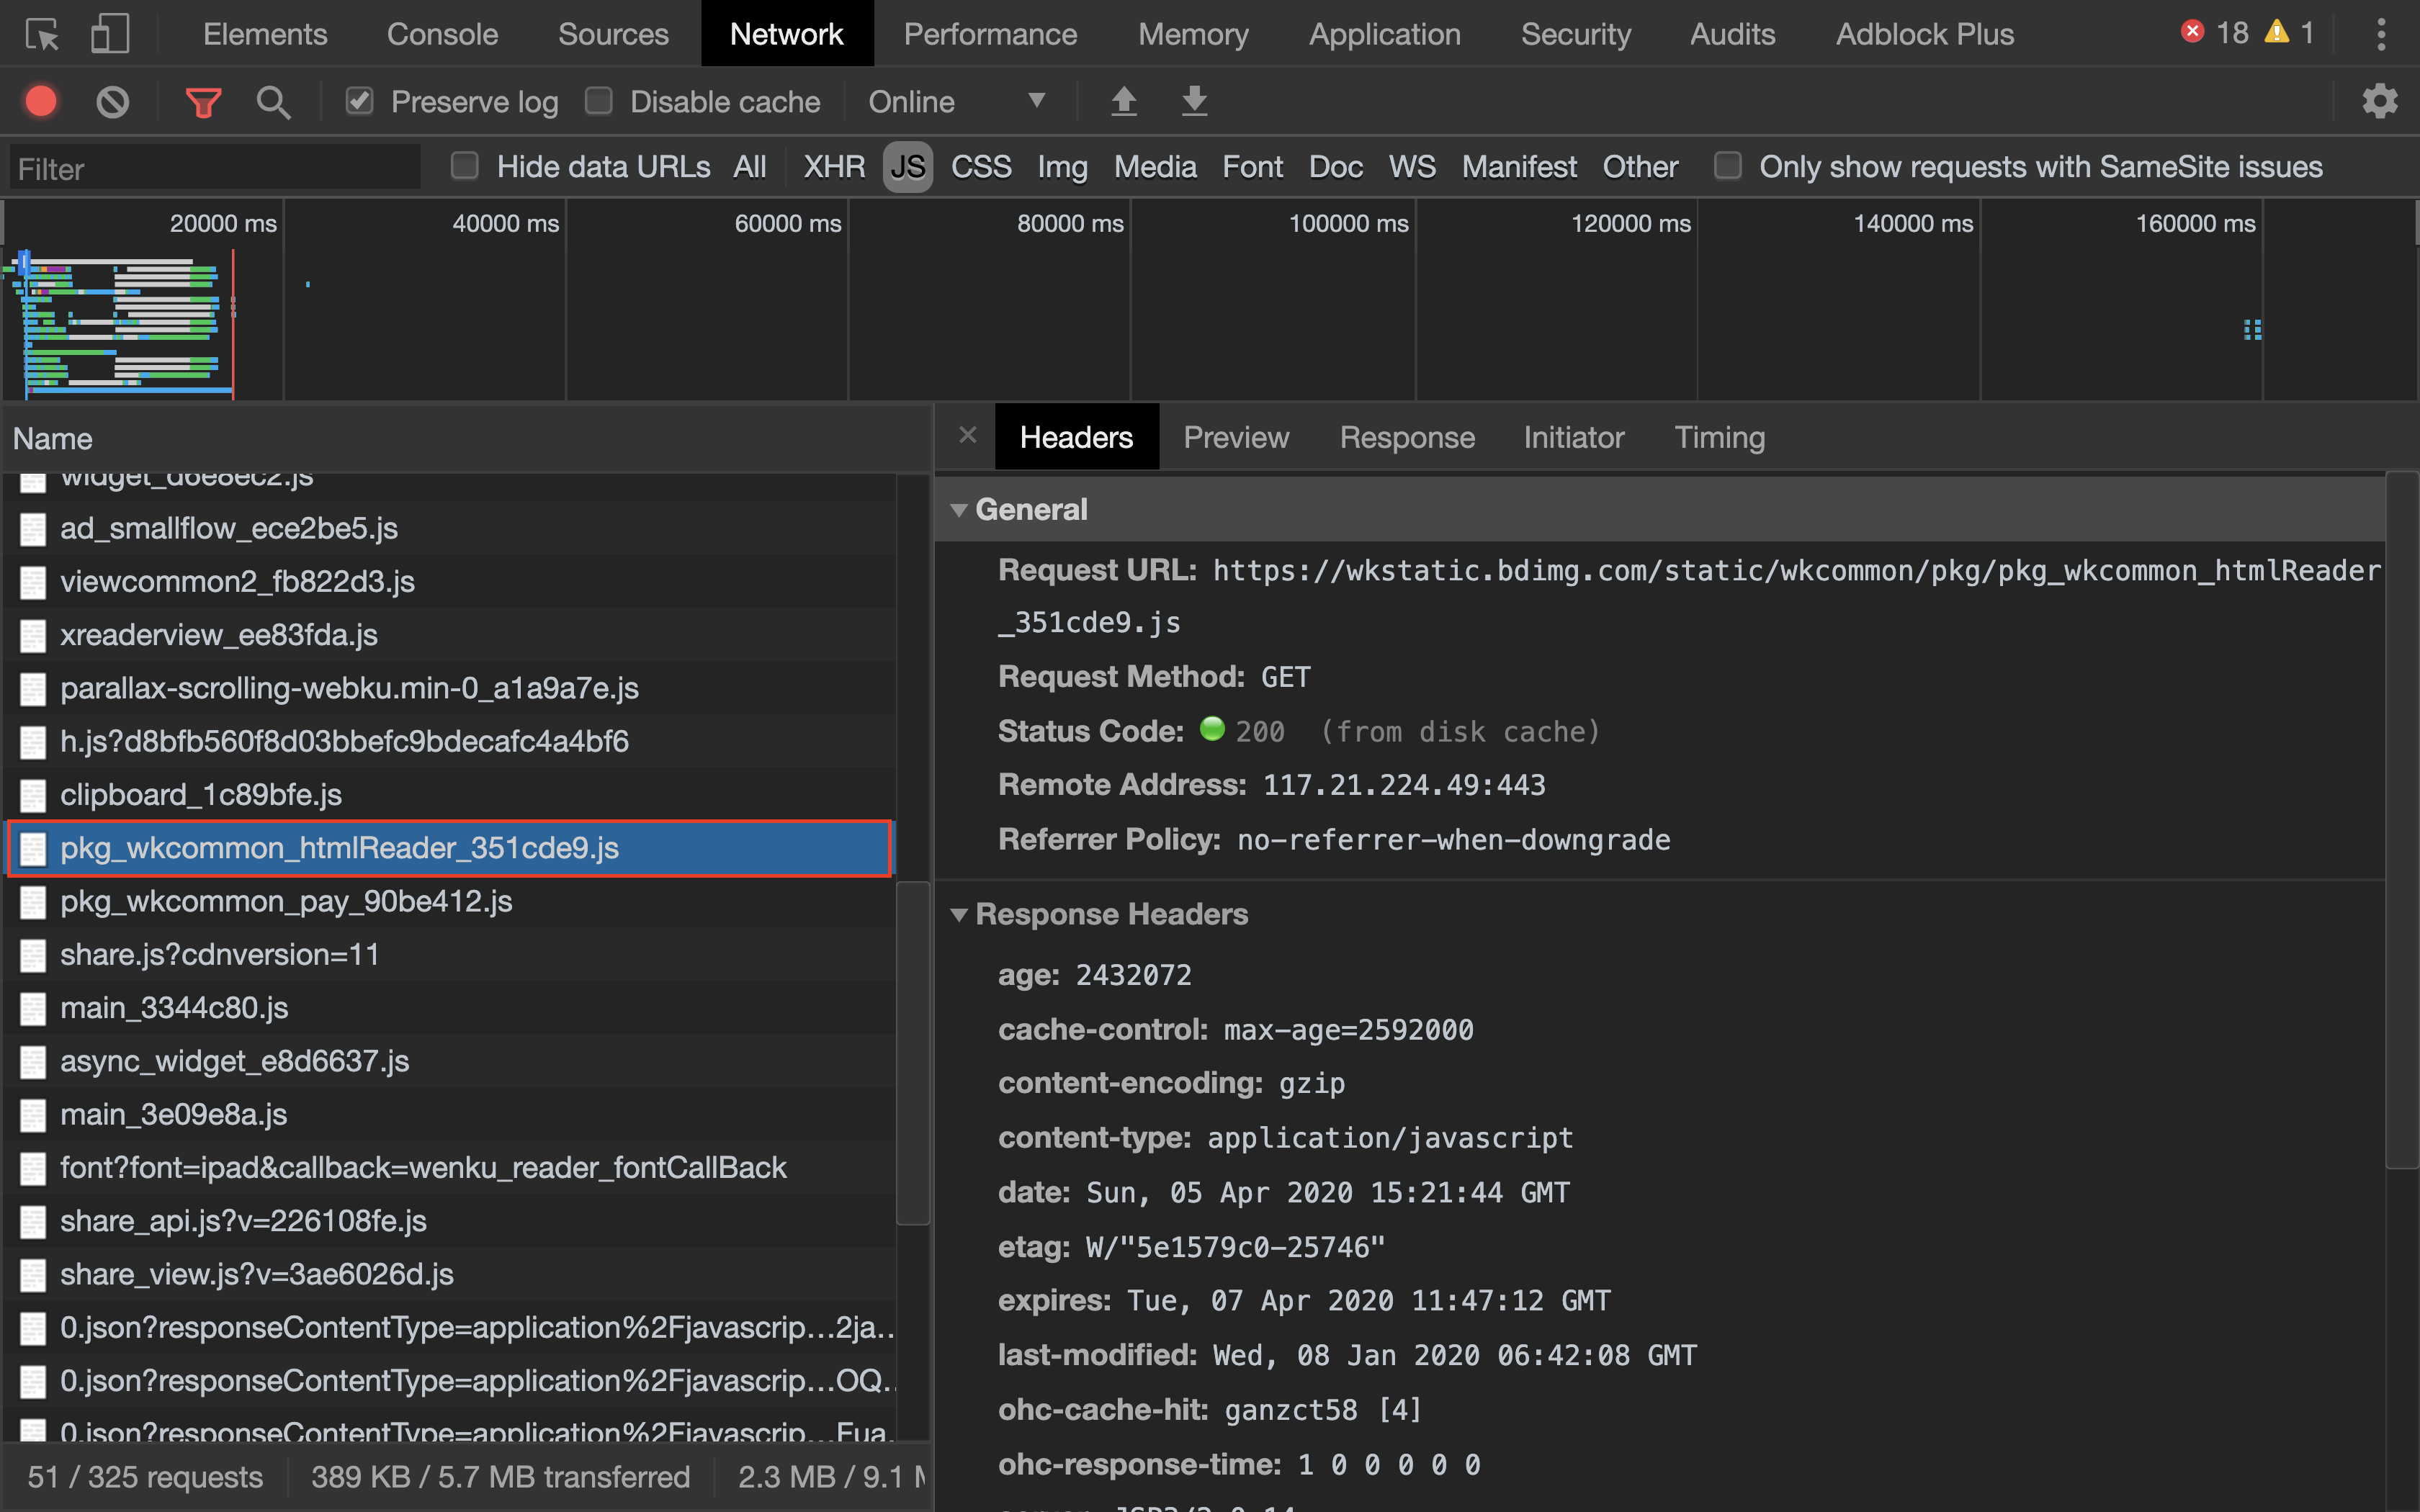 Elements Console Sources Network Performance Memory Application Security Audits Adblock Plus 18 1
Preserve log Disable cache Online
Filter Hide data URLs All XHR JS CSS Img Media Font Doc WS Manifest Other Only show requests with SameSite issues
20000 ms 40000 ms 60000 ms 80000 ms 100000 ms 120000 ms 140000 ms 160000 ms
Name
widget_d6e8ec2.js
ad_smallflow_ece2be5.js
viewcommon2_fb822d3.js
xreaderview_ee83fda.js
parallax-scrolling-webku.min-0_a1a9a7e.js
h.js?d8bfb560f8d03bbefc9bdecafc4a4bf6
clipboard_1c89bfe.js
pkg_wkcommon_htmlReader_351cde9.js
pkg_wkcommon_pay_90be412.js
share.js?cdnversion=11
main_3344c80.js
async_widget_e8d6637.js
main_3e09e8a.js
font?font=ipad&callback=wenku_reader_fontCallBack
share_api.js?v=226108fe.js
share_view.js?v=3ae6026d.js
0.json?responseContentType=application%2Fjavascrip…2ja..
0.json?responseContentType=application%2Fjavascrip…OQ..
0.json?responseContentType=application%2Fjavascrip…Fua.
51 / 325 requests 389 KB / 5.7 MB transferred 2.3 MB / 9.1
Headers Preview Response Initiator Timing
General
Request URL: https://wkstatic.bdimg.com/static/wkcommon/pkg/pkg_wkcommon_htmlReader
_351cde9.js
Request Method: GET
Status Code: 200 (from disk cache)
Remote Address: 117.21.224.49:443
Referrer Policy: no-referrer-when-downgrade
Response Headers
age: 2432072
cache-control: max-age=2592000
content-encoding: gzip
content-type: application/javascript
date: Sun, 05 Apr 2020 15:21:44 GMT
etag: W/"5e1579c0-25746"
expires: Tue, 07 Apr 2020 11:47:12 GMT
last-modified: Wed, 08 Jan 2020 06:42:08 GMT
ohc-cache-hit: ganzct58 [4]
ohc-response-time: 1 0 0 0 0 0